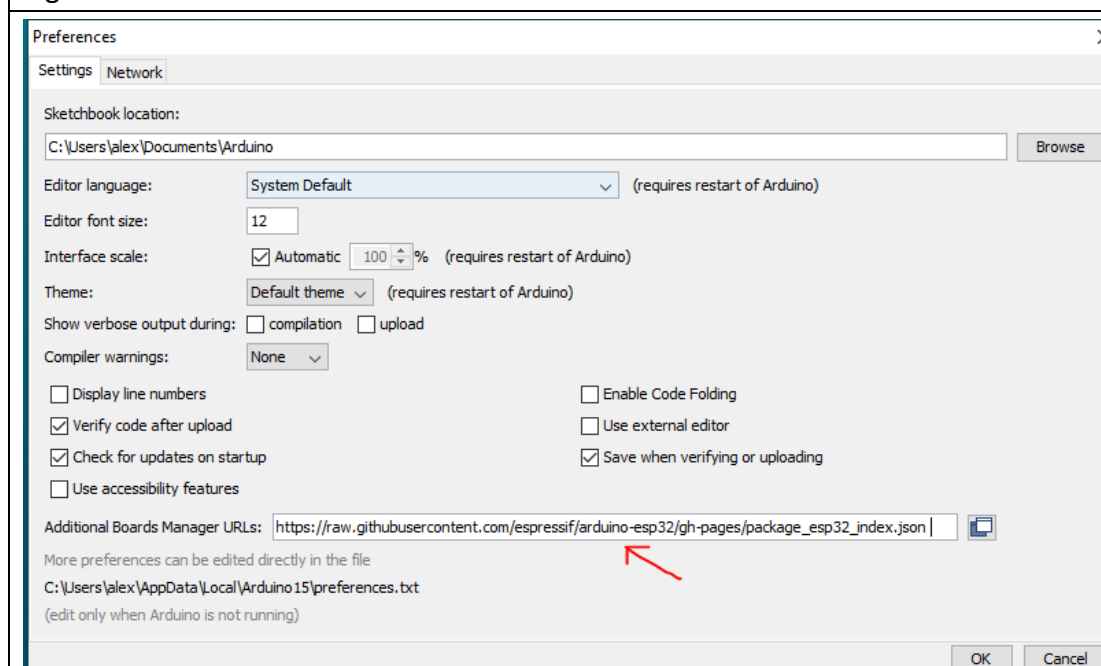 Preferences
Settings Network
Sketchbook location:
C:\Users\alex\Documents\Arduino Browse
Editor language: System Default (requires restart of Arduino)
Editor font size: 12
Interface scale: Automatic 100 % (requires restart of Arduino)
Theme: Default theme (requires restart of Arduino)
Show verbose output during: compilation upload
Compiler warnings: None
Display line numbers Enable Code Folding
Verify code after upload Use external editor
Check for updates on startup Save when verifying or uploading
Use accessibility features
Additional Boards Manager URLs: https://raw.githubusercontent.com/espressif/arduino-esp32/gh-pages/package_esp32_index.json
More preferences can be edited directly in the file
C:\Users\alex\AppData\Local\Arduino15\preferences.txt
(edit only when Arduino is not running)
OK Cancel